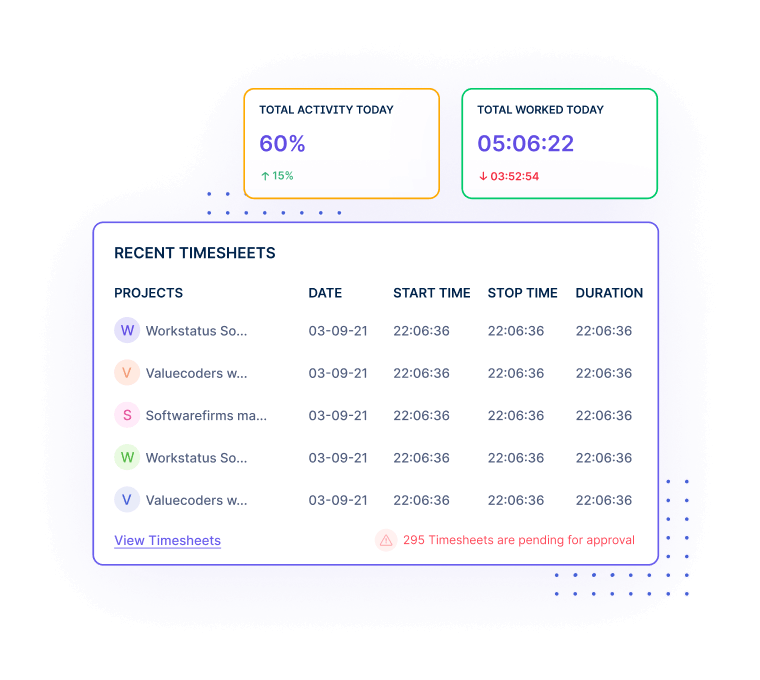 TOTAL ACTIVITY TODAY
60%
↑ 15%
TOTAL WORKED TODAY
05:06:22
↓ 03:52:54
RECENT TIMESHEETS
PROJECTS DATE START TIME STOP TIME DURATION
W Workstatus So... 03-09-21 22:06:36 22:06:36 22:06:36
V Valuecoders w... 03-09-21 22:06:36 22:06:36 22:06:36
S Softwarefirms ma... 03-09-21 22:06:36 22:06:36 22:06:36
W Workstatus So... 03-09-21 22:06:36 22:06:36 22:06:36
V Valuecoders w... 03-09-21 22:06:36 22:06:36 22:06:36
View Timesheets 295 Timesheets are pending for approval